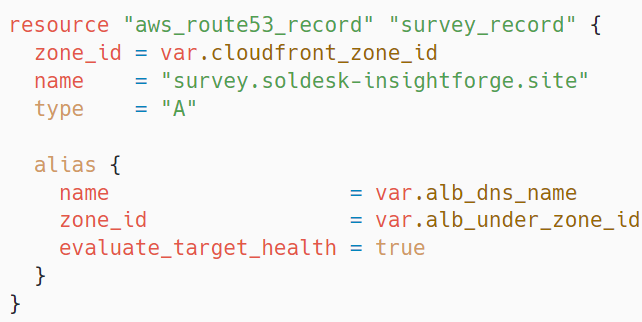 resource "aws_route53_record" "survey_record" {
  zone_id = var.cloudfront_zone_id
  name    = "survey.soldesk-insightforge.site"
  type    = "A"

  alias {
    name                   = var.alb_dns_name
    zone_id                = var.alb_under_zone_id
    evaluate_target_health = true
  }
}